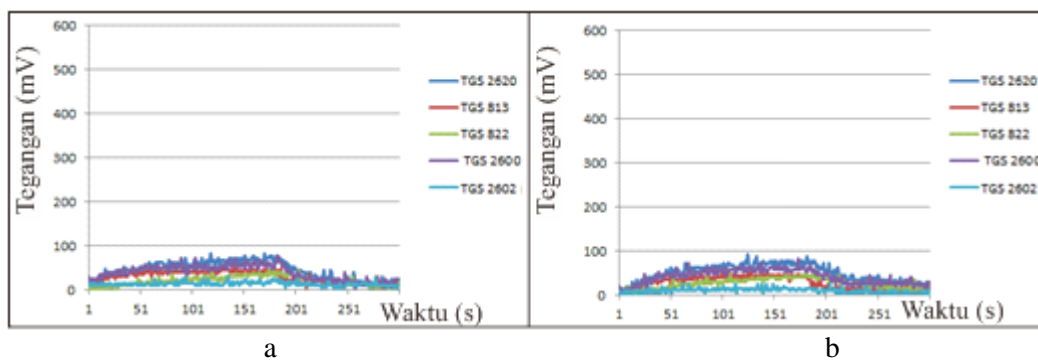 600
500
400
300
200
100
0
Tegangan (mV)
TGS 2620
TGS 813
TGS 822
TGS 2600
TGS 2602
1 51 101 151 201 251
Waktu (s)
a
600
500
400
300
200
100
0
Tegangan (mV)
TGS 2620
TGS 813
TGS 822
TGS 2600
TGS 2602
1 51 101 151 201 251
Waktu (s)
b